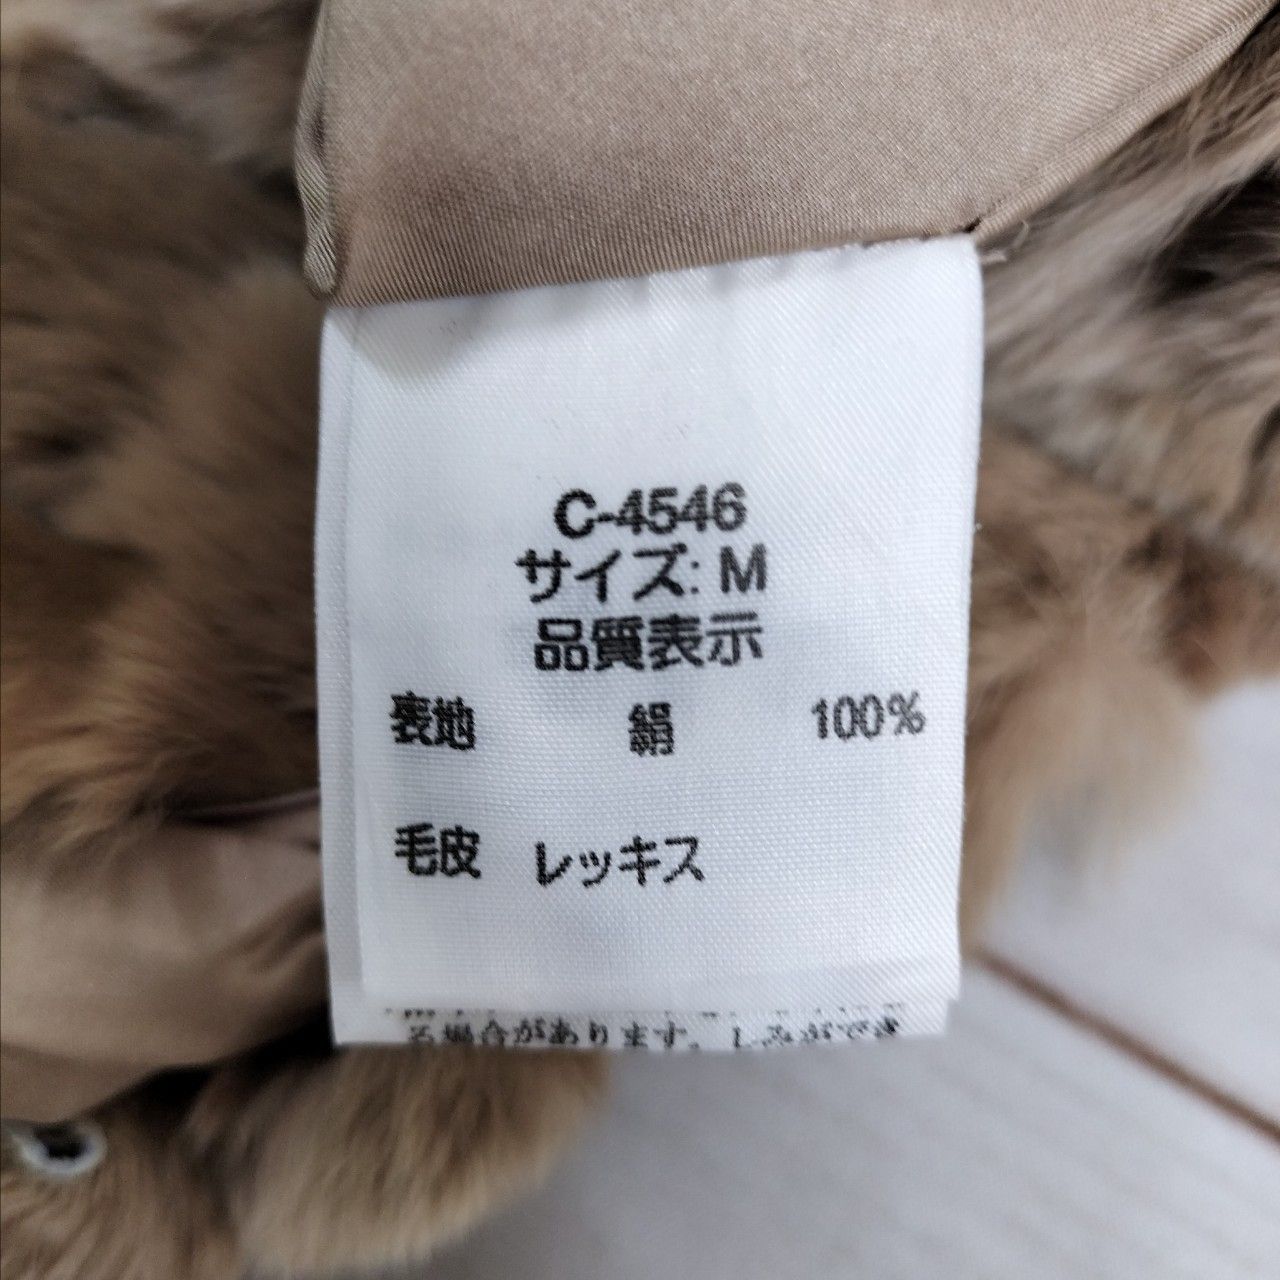 C-4546
サイズ: M
品質表示
表地 絹 100%
毛皮 レッキス
る場合があります。しみができ